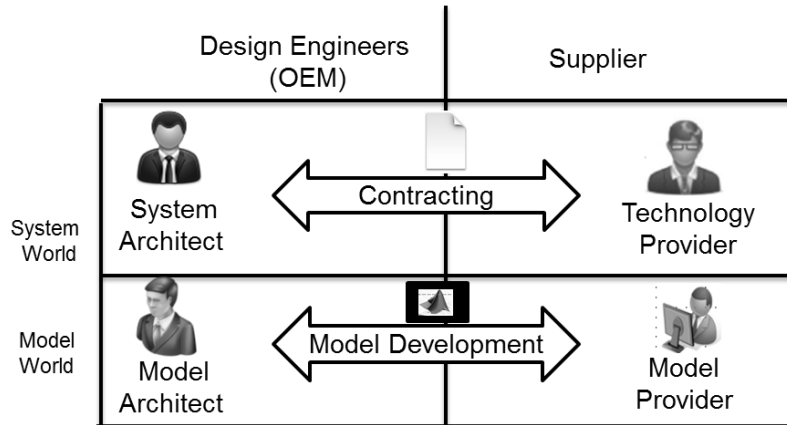 Design Engineers
(OEM)
Supplier
Contracting
System
Architect
Technology
Provider
System
World
Model Development
Model
Architect
Model
Provider
Model
World